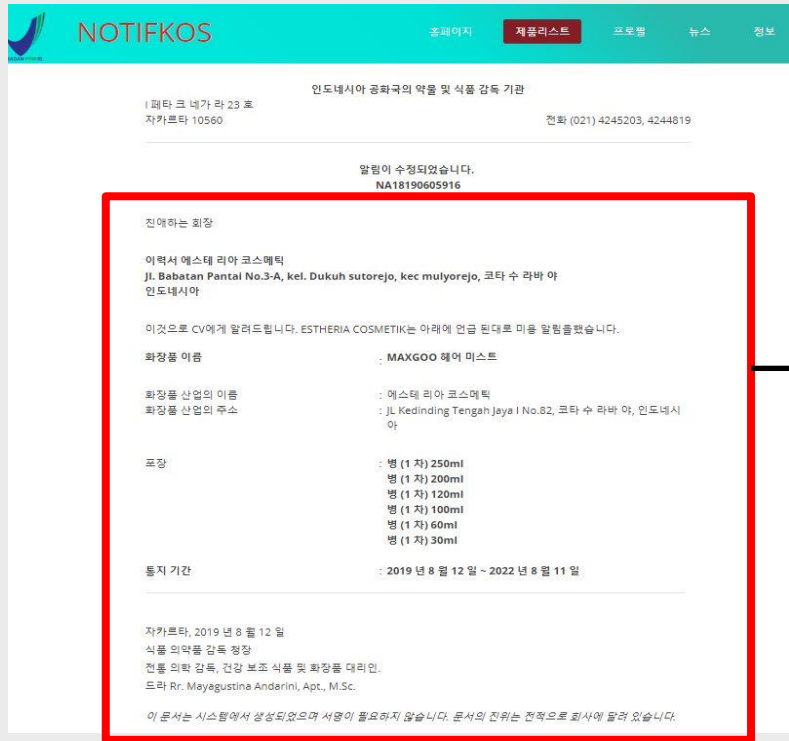 NOTIFKOS
홈페이지 제품리스트 프로필 뉴스 정보
인도네시아 공화국의 약물 및 식품 감독 기관
l 페타 크 네가 라 23 호
자카르타 10560 전화 (021) 4245203, 4244819
알림이 수정되었습니다.
NA18190605916
친애하는 회장
이력서 에스테 리아 코스메틱
Jl. Babatan Pantai No.3-A, kel. Dukuh sutorejo, kec mulyorejo, 코타 수 라바 야
인도네시아
이것으로 CV에게 알려드립니다. ESTHERIA COSMETIK는 아래에 언급 된대로 미용 알림을했습니다.
화장품 이름 : MAXGOO 헤어 미스트
화장품 산업의 이름 : 에스테 리아 코스메틱
화장품 산업의 주소 : JL Kedinding Tengah Jaya I No.82, 코타 수 라바 야, 인도네시
아
포장 : 병 (1 차) 250ml
병 (1 차) 200ml
병 (1 차) 120ml
병 (1 차) 100ml
병 (1 차) 60ml
병 (1 차) 30ml
통지 기간 : 2019 년 8 월 12 일 ~ 2022 년 8 월 11 일
자카르타, 2019 년 8 월 12 일
식품 의약품 감독 청장
전통 의학 감독, 건강 보조 식품 및 화장품 대리인.
드라 Rr. Mayagustina Andarini, Apt., M.Sc.
이 문서는 시스템에서 생성되었으며 서명이 필요하지 않습니다. 문서의 진위는 전적으로 회사에 달려 있습니다.